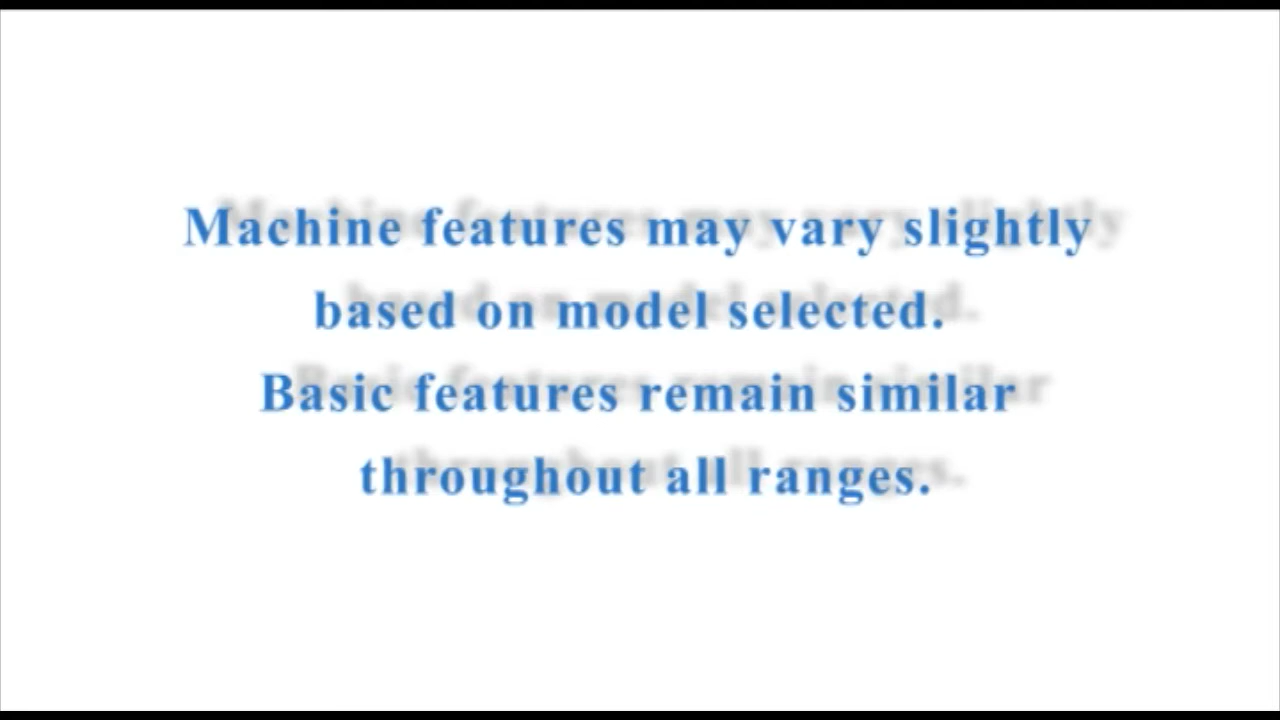 Machine features may vary slightly
based on model selected.
Basic features remain similar
throughout all ranges.